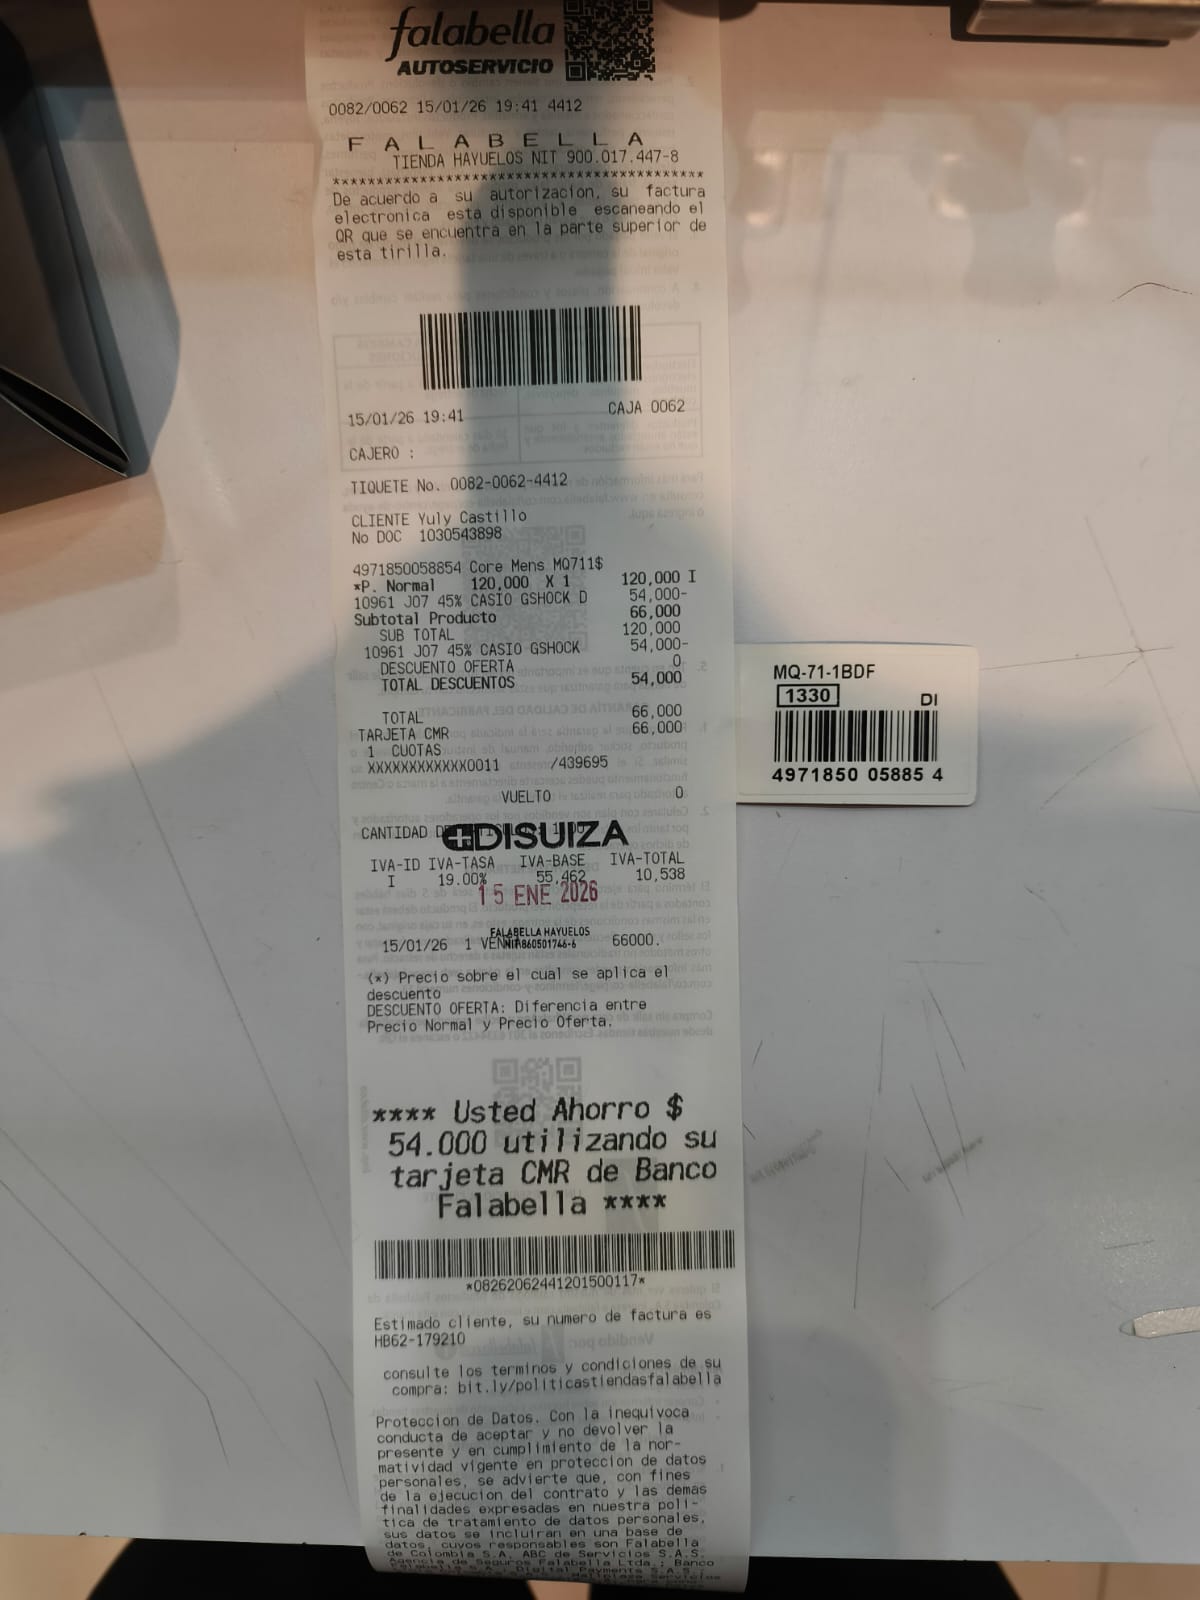 falabella
AUTOSERVICIO
0082/0062 15/01/26 19:41 4412
F A L A B E L L A
TIENDA HAYUELOS NIT 900.017.447-8
******************************************
De acuerdo a su autorizacion, su factura
electronica esta disponible escaneando el
QR que se encuentra en la parte superior de
esta tirilla.
15/01/26 19:41 CAJA 0062
CAJERO :
TIQUETE No. 0082-0062-4412
CLIENTE Yuly Castillo
No DOC 1030543898
4971850058854 Core Mens MQ711$
*P. Normal 120,000 X 1 120,000 I
10961 J07 45% CASIO GSHOCK D 54,000-
Subtotal Producto 66,000
SUB TOTAL 120,000
10961 J07 45% CASIO GSHOCK 54,000-
DESCUENTO OFERTA 0
TOTAL DESCUENTOS 54,000
TOTAL 66,000
TARJETA CMR 66,000
1 CUOTAS
XXXXXXXXXXXX0011 /439695
VUELTO 0
CANTIDAD
DISUIZA
IVA-ID IVA-TASA IVA-BASE IVA-TOTAL
I 19.00% 55,462 10,538
15 ENE 2026
FALABELLA HAYUELOS
15/01/26 1 66000.
NIT 860501746-6
(*) Precio sobre el cual se aplica el
descuento
DESCUENTO OFERTA: Diferencia entre
Precio Normal y Precio Oferta.
**** Usted Ahorro $
54.000 utilizando su
tarjeta CMR de Banco
Falabella ****
*08262062441201500117*
Estimado cliente, su numero de factura es
HB62-179210
consulte los terminos y condiciones de su
compra: bit.ly/politicastiendasfalabella
Proteccion de Datos. Con la inequivoca
conducta de aceptar y no devolver la
presente y en cumplimiento de la nor-
matividad vigente en proteccion de datos
personales, se advierte que, con fines
de la ejecucion del contrato y las demas
finalidades expresadas en nuestra poli-
tica de tratamiento de datos personales,
sus datos se incluiran en una base de
datos, cuyos responsables son Falabella
de Colombia S.A. ABC de Servicios S.A.S.
Agencia de Seguros Falabella Ltda.; Banco
MQ-71-1BDF
1330 DI
4971850 05885 4